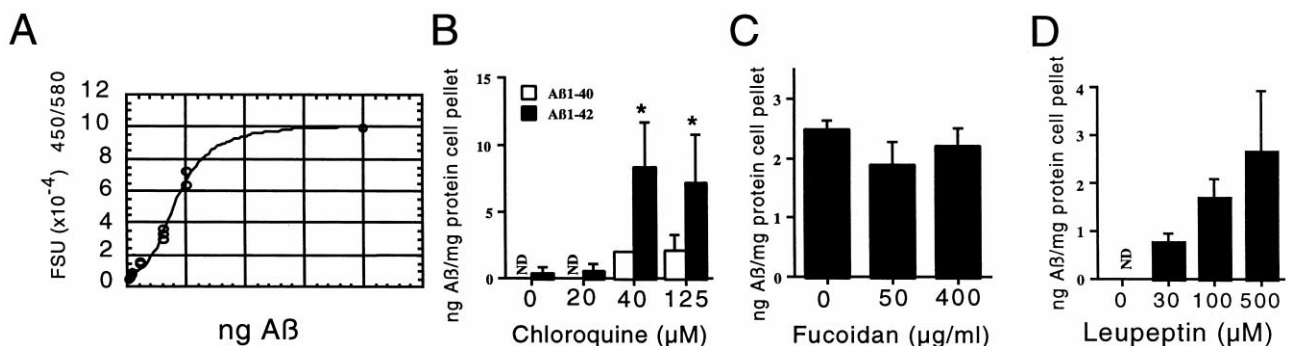 A
FSU (x10⁻⁴) 450/580
12
10
8
6
4
2
0
ng Aß
B
ng Aß/mg protein cell pellet
15
10
5
0
Aß1-40
Aß1-42
ND
ND
*
*
0 20 40 125
Chloroquine (µM)
C
ng Aß/mg protein cell pellet
3
2
1
0
0 50 400
Fucoidan (µg/ml)
D
ng Aß/mg protein cell pellet
4
3
2
1
0
ND
0 30 100 500
Leupeptin (µM)